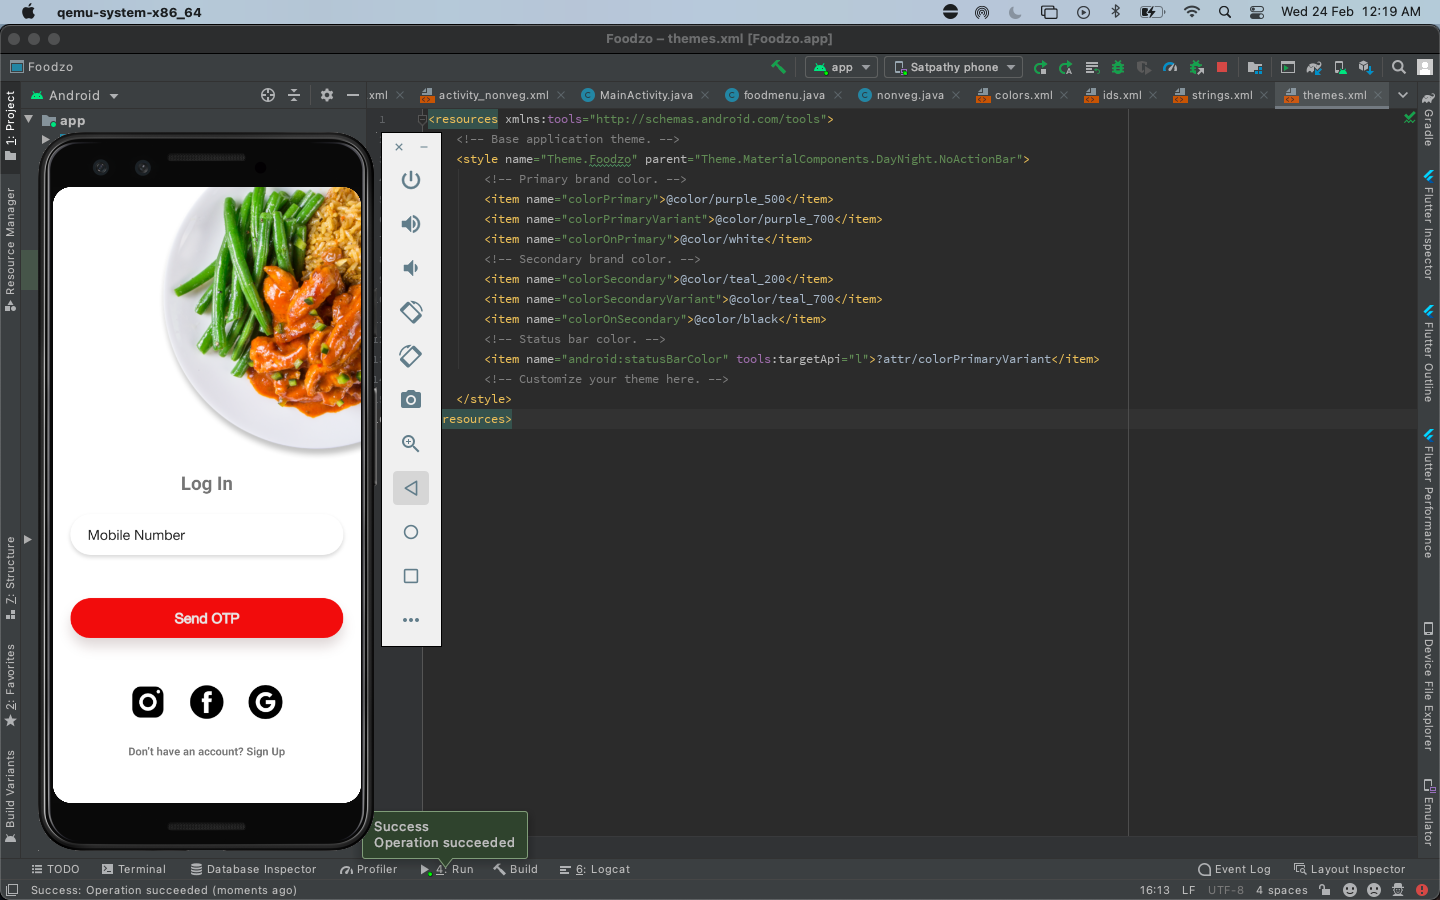 qemu-system-x86_64
Wed 24 Feb 12:19 AM
Foodzo – themes.xml [Foodzo.app]
Foodzo
app
Satpathy phone
Android
.xml
activity_nonveg.xml
MainActivity.java
foodmenu.java
nonveg.java
colors.xml
ids.xml
strings.xml
themes.xml
app
1: Project
Resource Manager
Z: Structure
2: Favorites
Build Variants
1
<resources xmlns:tools="http://schemas.android.com/tools">
<!-- Base application theme. -->
<style name="Theme.Foodzo" parent="Theme.MaterialComponents.DayNight.NoActionBar">
<!-- Primary brand color. -->
<item name="colorPrimary">@color/purple_500</item>
<item name="colorPrimaryVariant">@color/purple_700</item>
<item name="colorOnPrimary">@color/white</item>
<!-- Secondary brand color. -->
<item name="colorSecondary">@color/teal_200</item>
<item name="colorSecondaryVariant">@color/teal_700</item>
<item name="colorOnSecondary">@color/black</item>
<!-- Status bar color. -->
<item name="android:statusBarColor" tools:targetApi="l">?attr/colorPrimaryVariant</item>
<!-- Customize your theme here. -->
</style>
resources>
Log In
Mobile Number
Send OTP
Don't have an account? Sign Up
Gradle
Flutter Inspector
Flutter Outline
Flutter Performance
Device File Explorer
Emulator
Success
Operation succeeded
TODO
Terminal
Database Inspector
Profiler
4: Run
Build
6: Logcat
Event Log
Layout Inspector
Success: Operation succeeded (moments ago)
16:13
LF
UTF-8
4 spaces